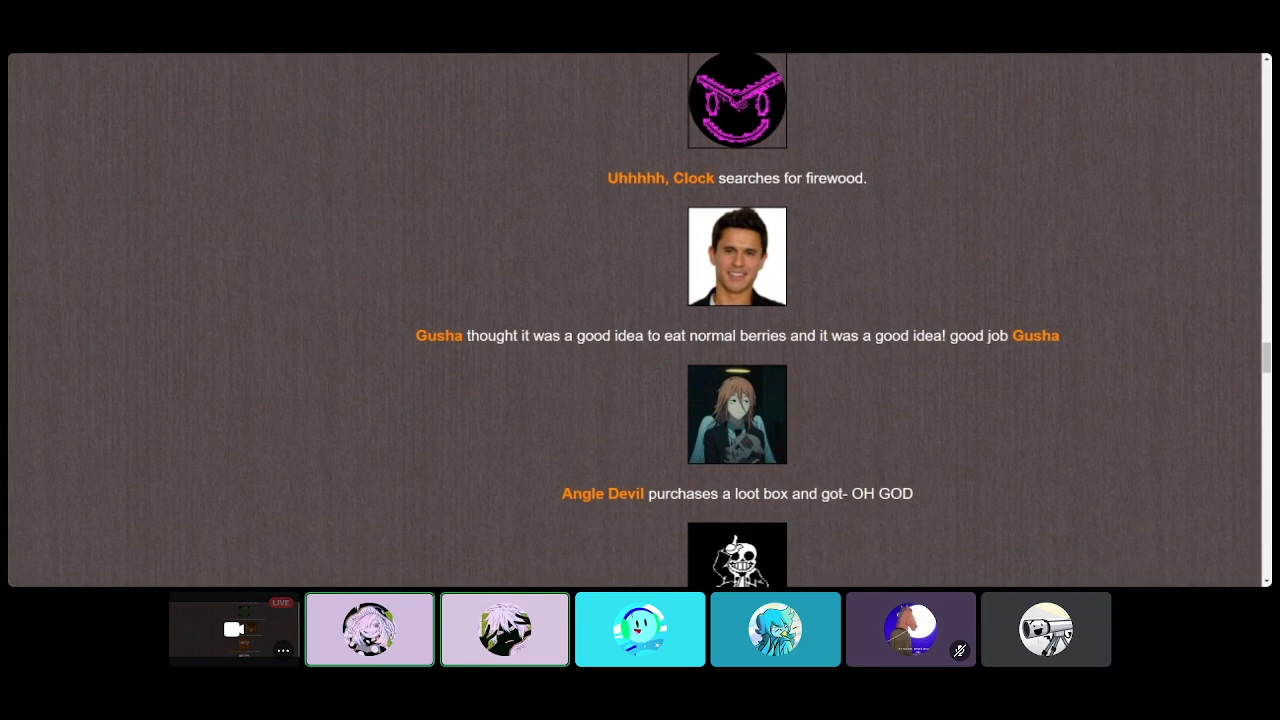 Uhhhhh, Clock searches for firewood.
Gusha thought it was a good idea to eat normal berries and it was a good idea! good job Gusha
Angle Devil purchases a loot box and got- OH GOD
LIVE